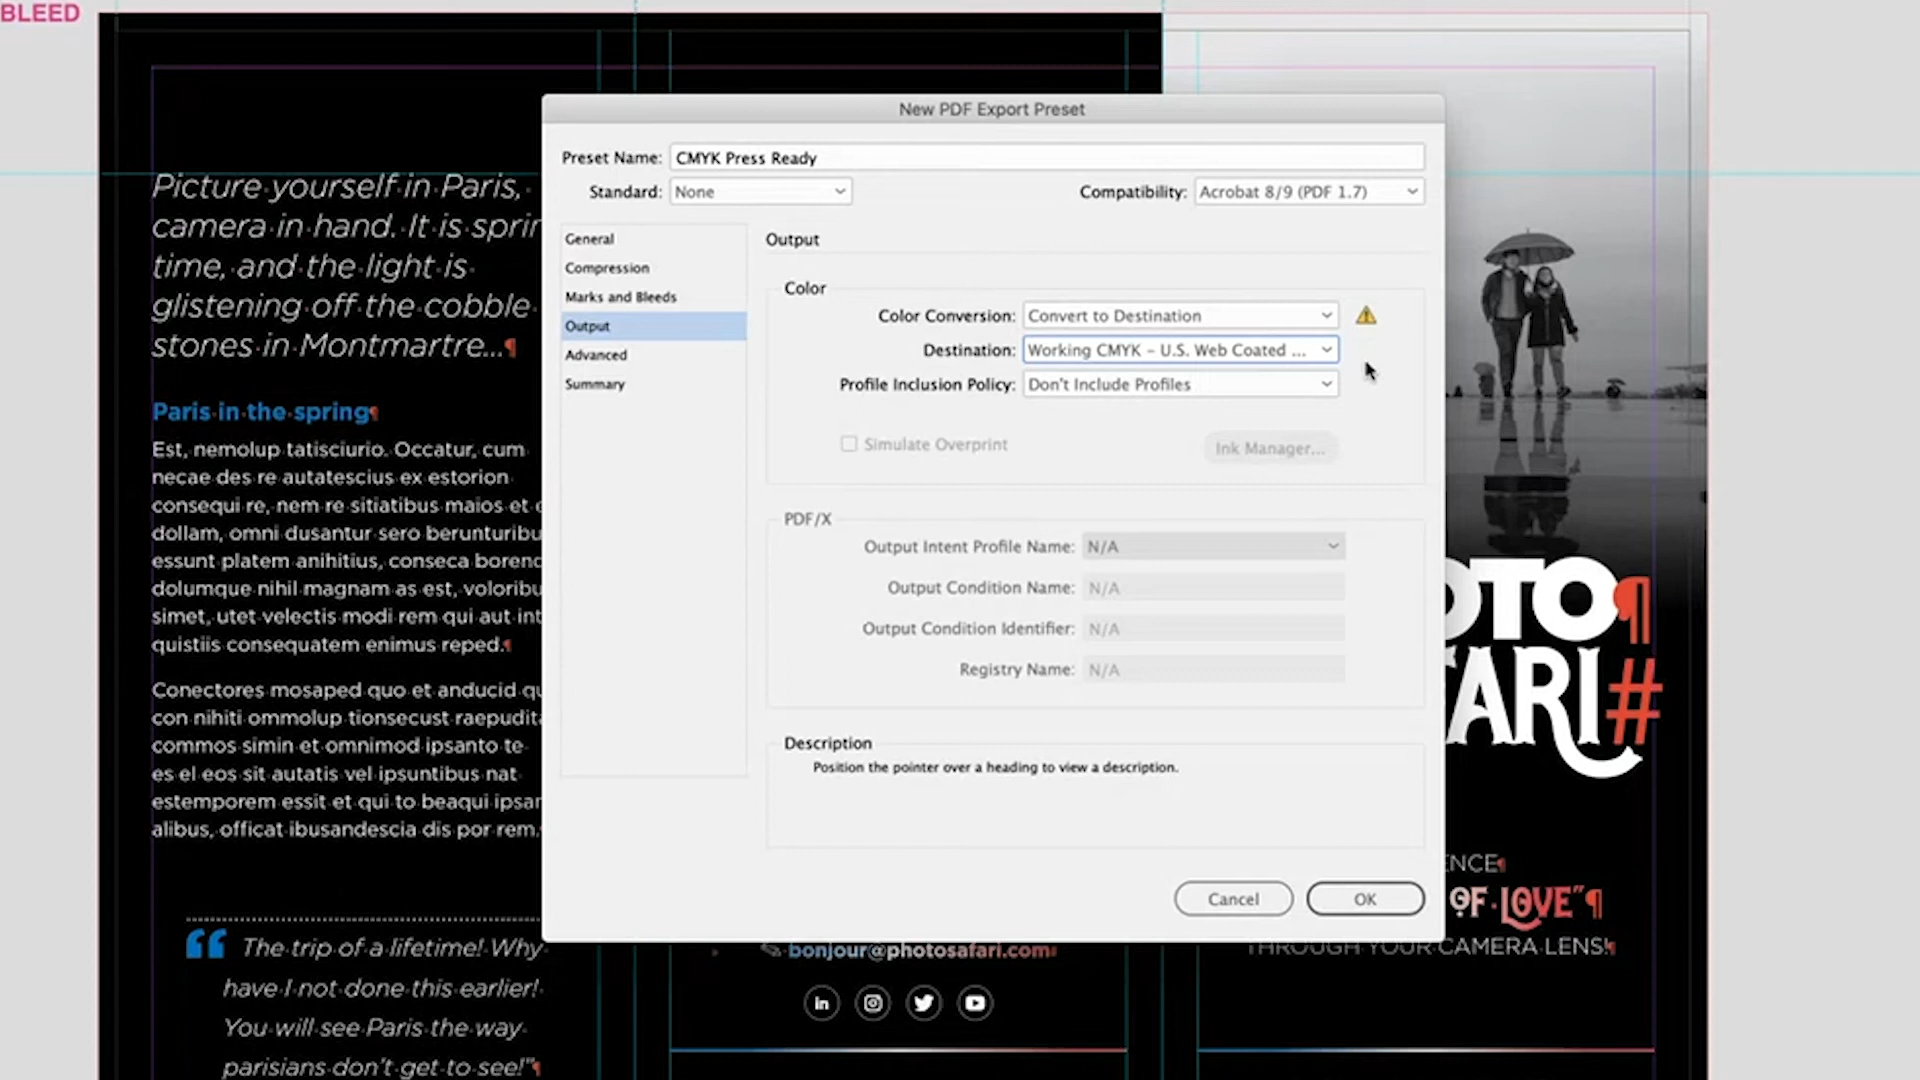 BLEED
New PDF Export Preset
Preset Name: CMYK Press Ready
Standard: None
Compatibility: Acrobat 8/9 (PDF 1.7)
General
Compression
Marks and Bleeds
Output
Advanced
Summary
Output
Color
Color Conversion: Convert to Destination
Destination: Working CMYK - U.S. Web Coated ...
Profile Inclusion Policy: Don't Include Profiles
Simulate Overprint
Ink Manager...
PDF/X
Output Intent Profile Name: N/A
Output Condition Name: N/A
Output Condition Identifier: N/A
Registry Name: N/A
Description
Position the pointer over a heading to view a description.
Cancel
OK
Picture yourself in Paris,
camera in hand. It is sprin
time, and the light is
glistening off the cobble
stones in Montmartre...¶
Paris in the spring¶
Est, nemolup tatisciurio. Occatur, cum
necae des re autatescius ex estorion
consequi re, nem re sitiatibus maios et
dollam, omni dusantur sero berunturibu
essunt platem anihitius, conseca borend
dolumque nihil magnam as est, voloribu
simet, utet velectis modi rem qui aut int
quistiis consequatem enimus reped.¶
Conectores mosaped quo et anducid qu
con nihiti ommolup tionsecust raepudita
commos simin et omnimod ipsanto te-
es el eos sit autatis vel ipsuntibus nat
estemporem essit et qui to beaqui ipsan
alibus, officat ibusandescia dis por rem.
“ The trip of a lifetime! Why
have I not done this earlier!
You will see Paris the way
parisians don't get to see!"¶
bonjour@photosafari.com
in
OTO¶
ARI#
ENCE¶
OF LOVE"¶
THROUGH YOUR CAMERA LENS!¶